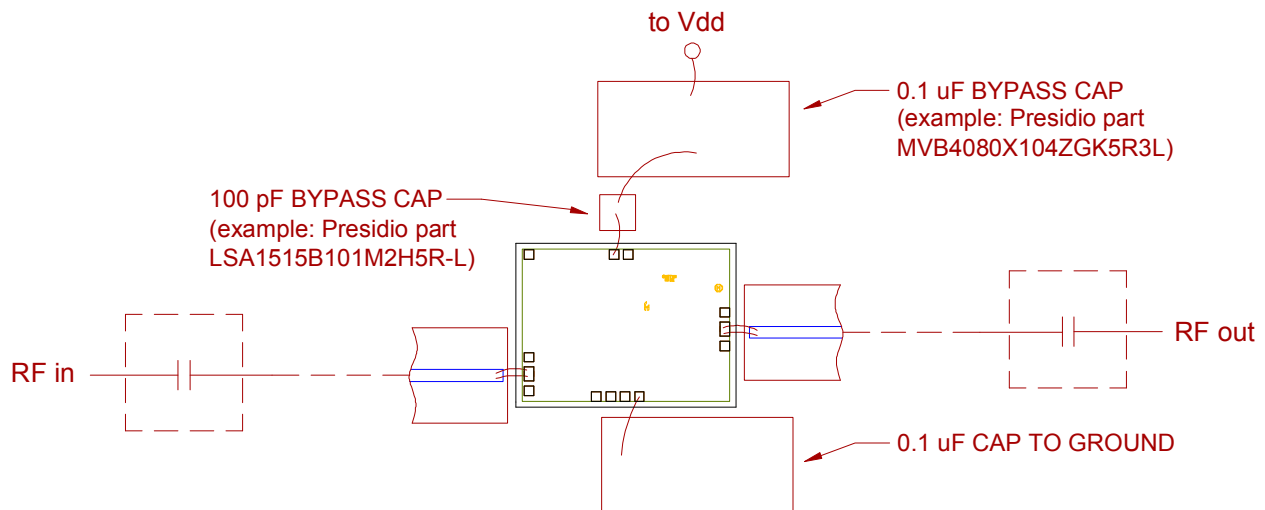 to Vdd
0.1 uF BYPASS CAP
(example: Presidio part
MVB4080X104ZGK5R3L)
100 pF BYPASS CAP
(example: Presidio part
LSA1515B101M2H5R-L)
RF in
RF out
0.1 uF CAP TO GROUND